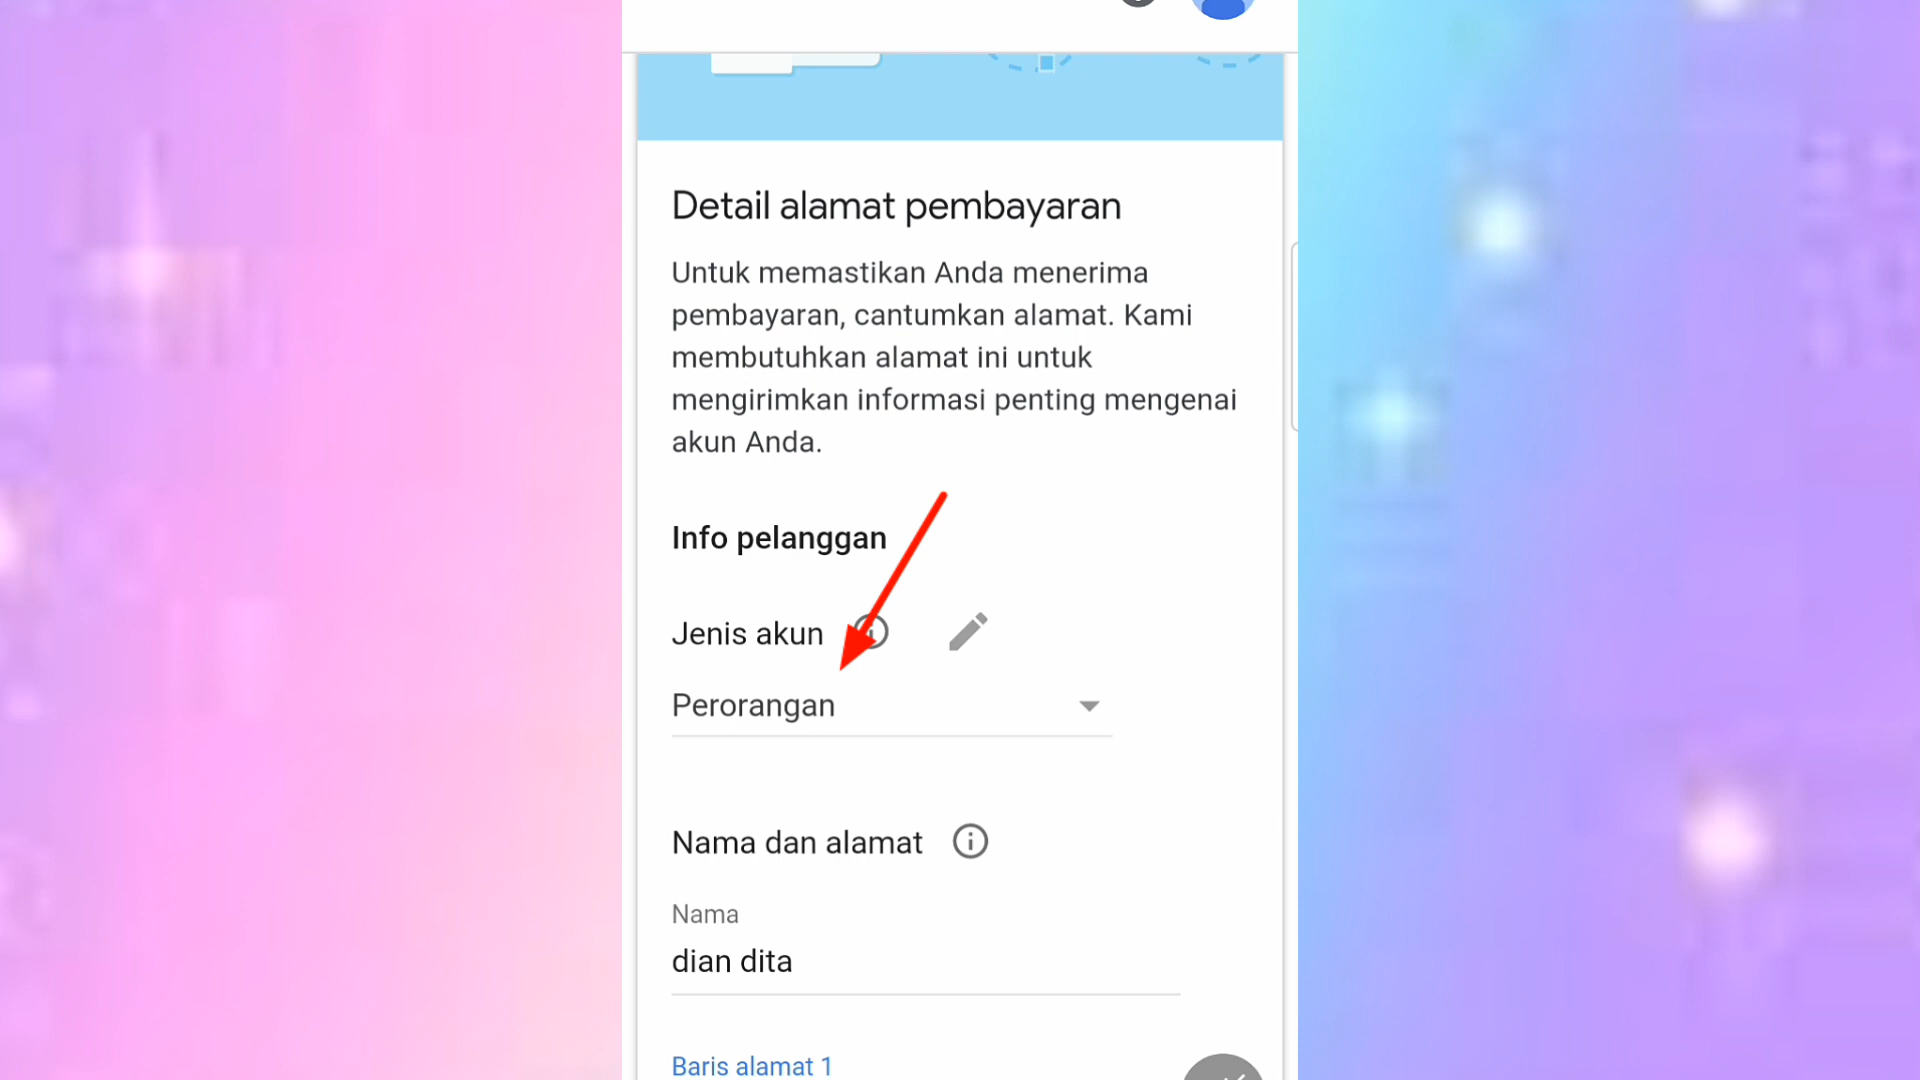 Detail alamat pembayaran
Untuk memastikan Anda menerima
pembayaran, cantumkan alamat. Kami
membutuhkan alamat ini untuk
mengirimkan informasi penting mengenai
akun Anda.
Info pelanggan
Jenis akun
Perorangan
Nama dan alamat
Nama
dian dita
Baris alamat 1